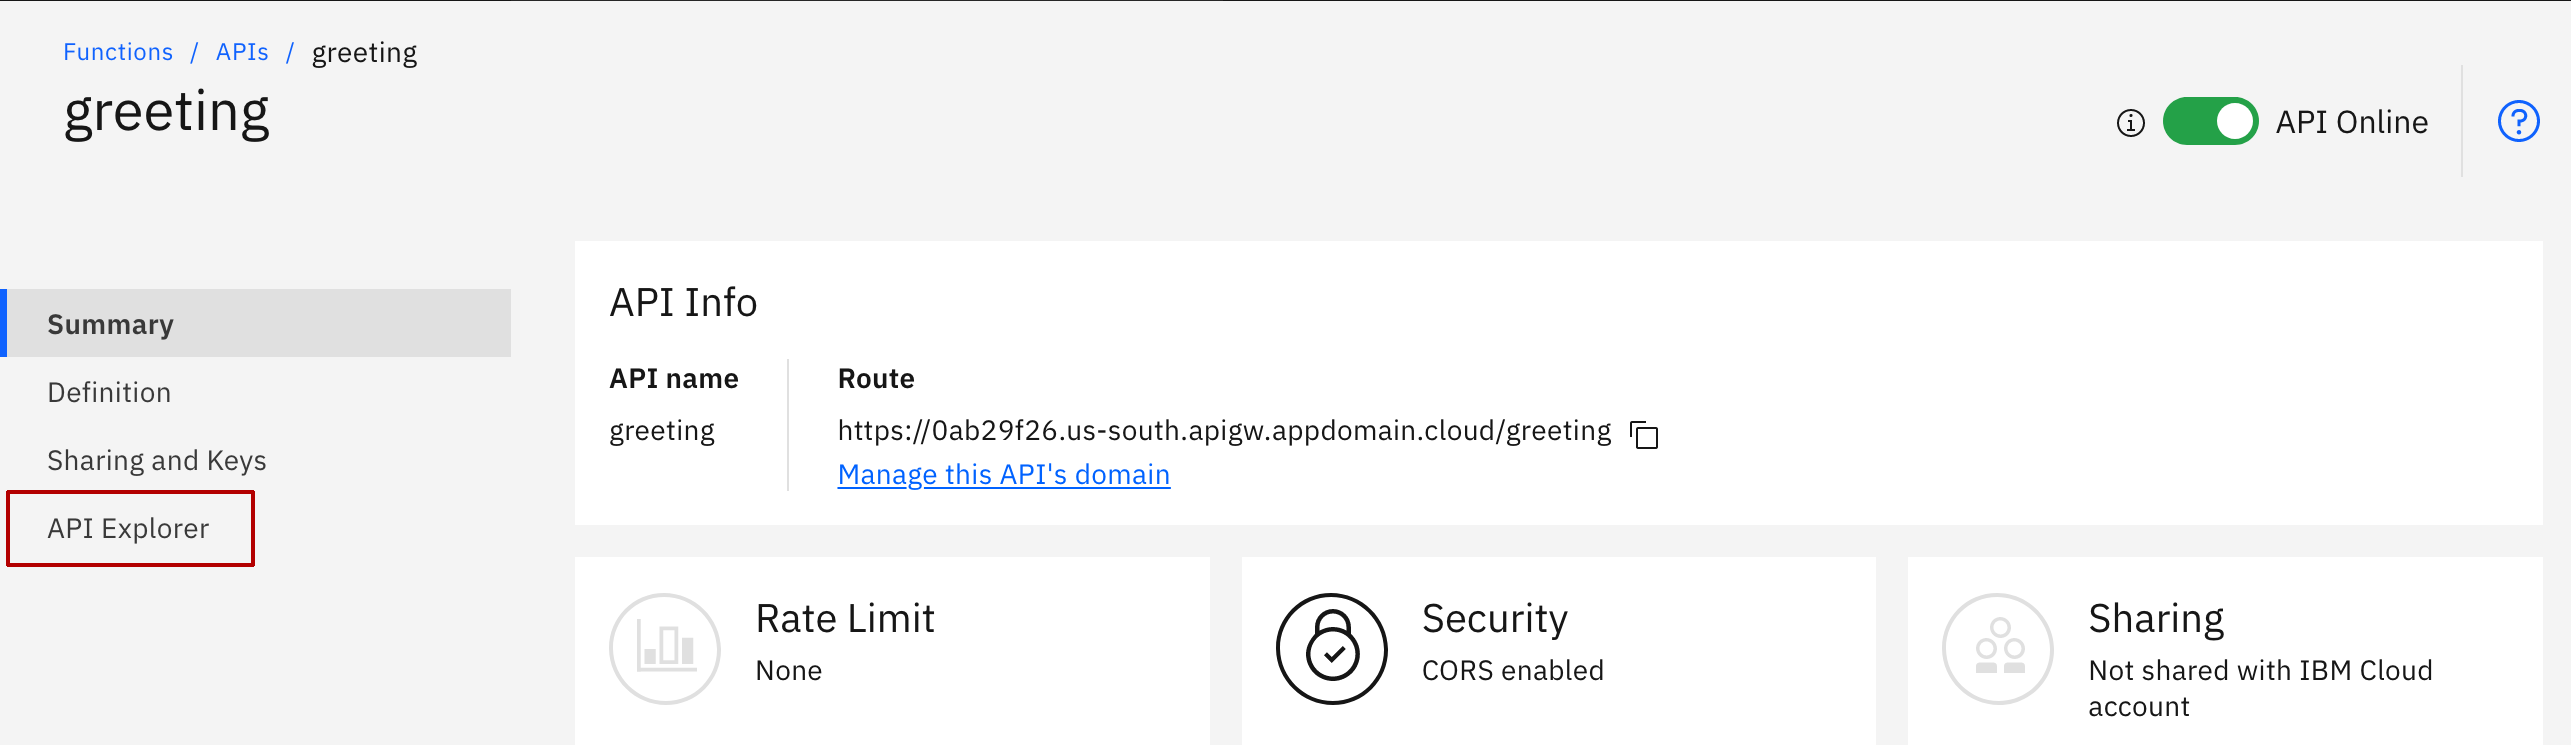 Functions / APIs / greeting
greeting
API Online
Summary
Definition
Sharing and Keys
API Explorer
API Info
API name
greeting
Route
https://0ab29f26.us-south.apigw.appdomain.cloud/greeting
Manage this API's domain
Rate Limit
None
Security
CORS enabled
Sharing
Not shared with IBM Cloud
account